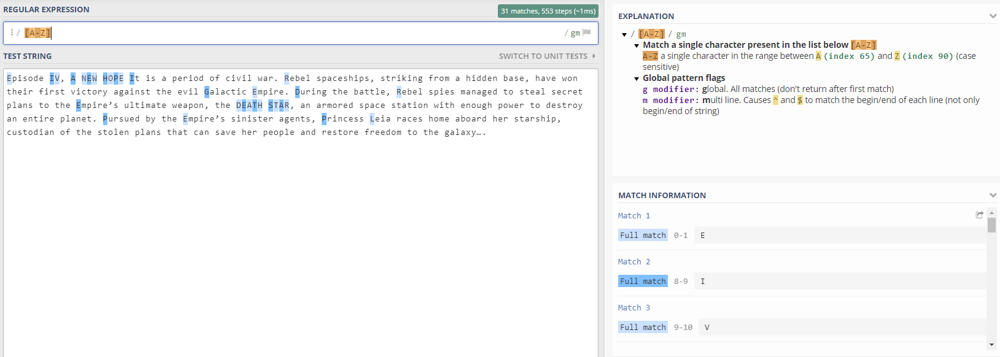 REGULAR EXPRESSION
31 matches, 553 steps (~1ms)
/ [A-Z]
/ gm
TEST STRING
SWITCH TO UNIT TESTS
Episode IV, A NEW HOPE It is a period of civil war. Rebel spaceships, striking from a hidden base, have won
their first victory against the evil Galactic Empire. During the battle, Rebel spies managed to steal secret
plans to the Empire’s ultimate weapon, the DEATH STAR, an armored space station with enough power to destroy
an entire planet. Pursued by the Empire’s sinister agents, Princess Leia races home aboard her starship,
custodian of the stolen plans that can save her people and restore freedom to the galaxy….
EXPLANATION
/ [A-Z] / gm
Match a single character present in the list below [A-Z]
A-Z a single character in the range between A (index 65) and Z (index 90) (case
sensitive)
Global pattern flags
g modifier: global. All matches (don't return after first match)
m modifier: multi line. Causes ^ and $ to match the begin/end of each line (not only
begin/end of string)
MATCH INFORMATION
Match 1
Full match 0-1 E
Match 2
Full match 8-9 I
Match 3
Full match 9-10 V